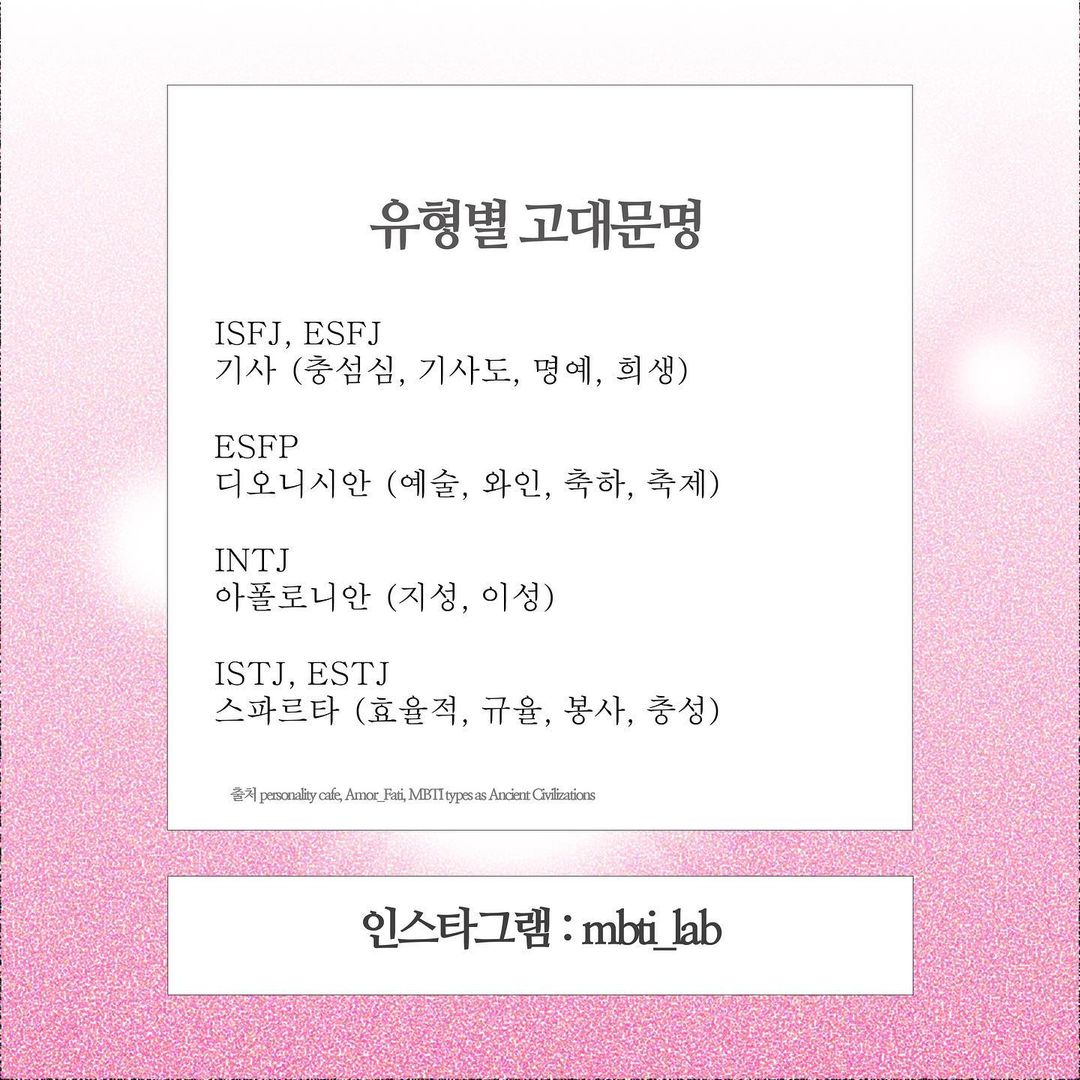 유형별 고대문명
ISFJ, ESFJ
기사 (충섬심, 기사도, 명예, 희생)
ESFP
디오니시안 (예술, 와인, 축하, 축제)
INTJ
아폴로니안 (지성, 이성)
ISTJ, ESTJ
스파르타 (효율적, 규율, 봉사, 충성)
출처 personality cafe, Amor_Fati, MBTI types as Ancient Civilizations
인스타그램 : mbti_lab